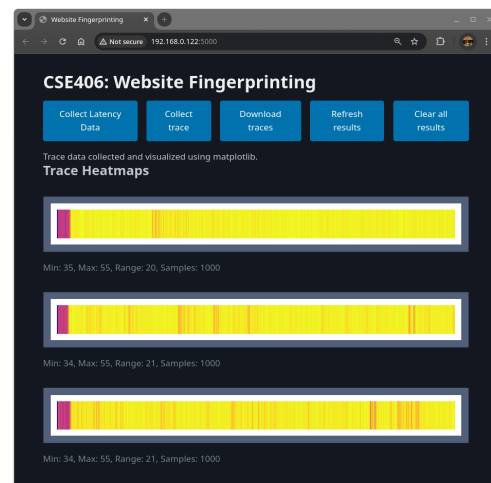 Website Fingerprinting
Not secure 192.168.0.122:5000
CSE406: Website Fingerprinting
Collect Latency
Data
Collect
trace
Download
traces
Refresh
results
Clear all
results
Trace data collected and visualized using matplotlib.
Trace Heatmaps
Min: 35, Max: 55, Range: 20, Samples: 1000
Min: 34, Max: 55, Range: 21, Samples: 1000
Min: 34, Max: 55, Range: 21, Samples: 1000